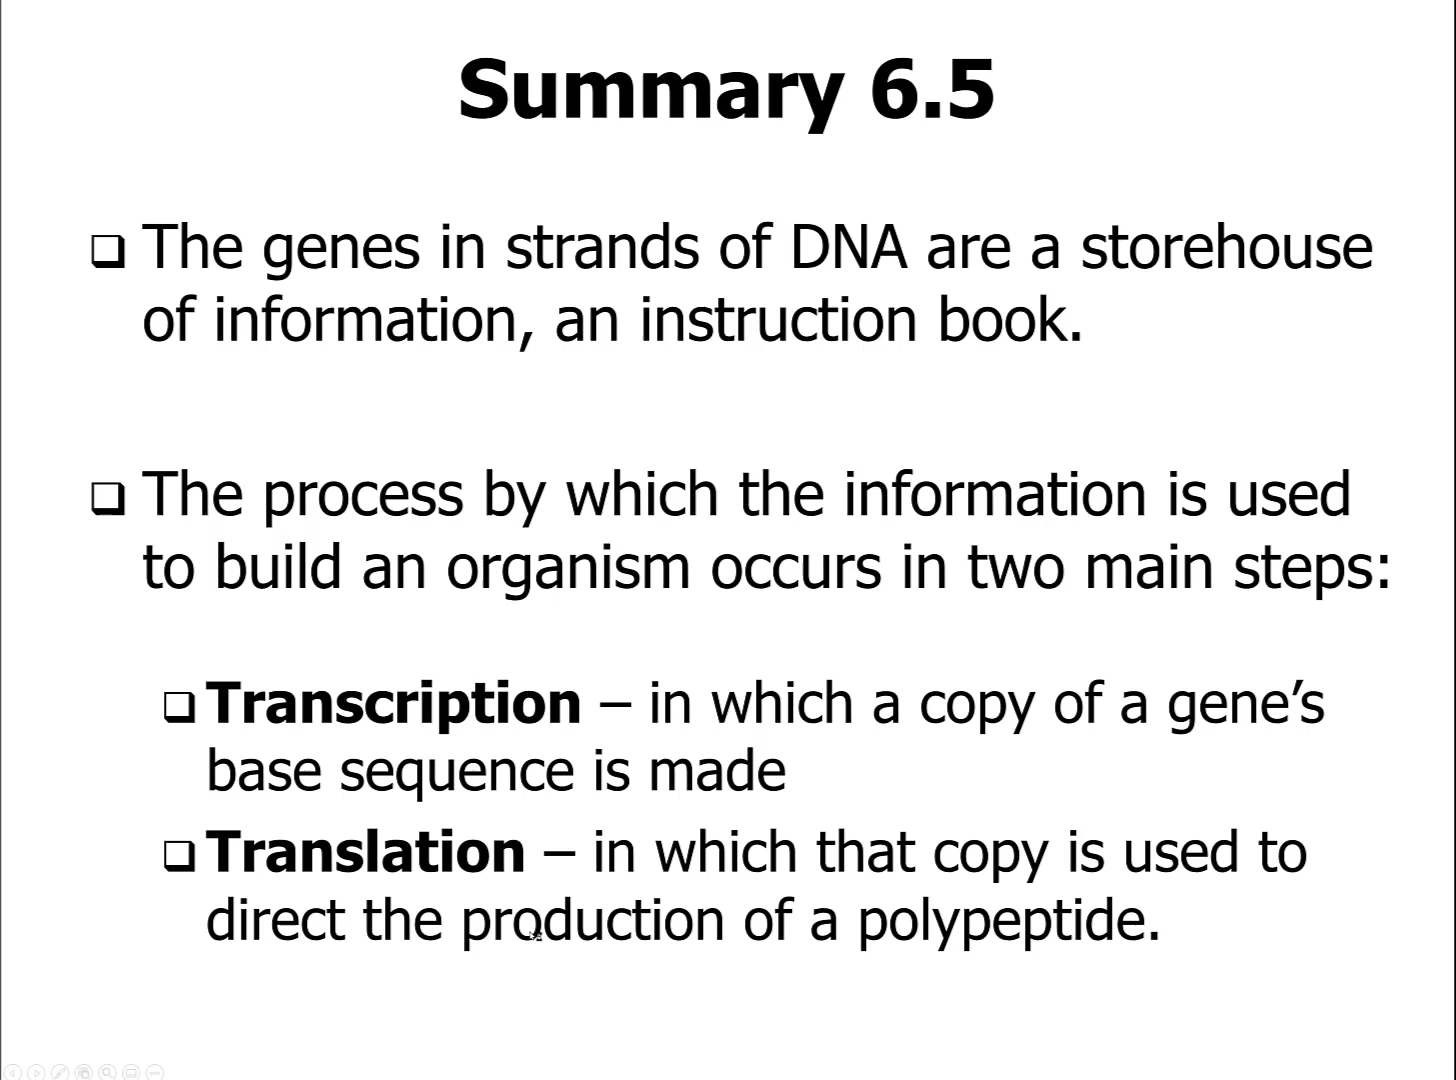 Summary 6.5
❑ The genes in strands of DNA are a storehouse
of information, an instruction book.
❑ The process by which the information is used
to build an organism occurs in two main steps:
❑ Transcription – in which a copy of a gene’s
base sequence is made
❑ Translation – in which that copy is used to
direct the production of a polypeptide.